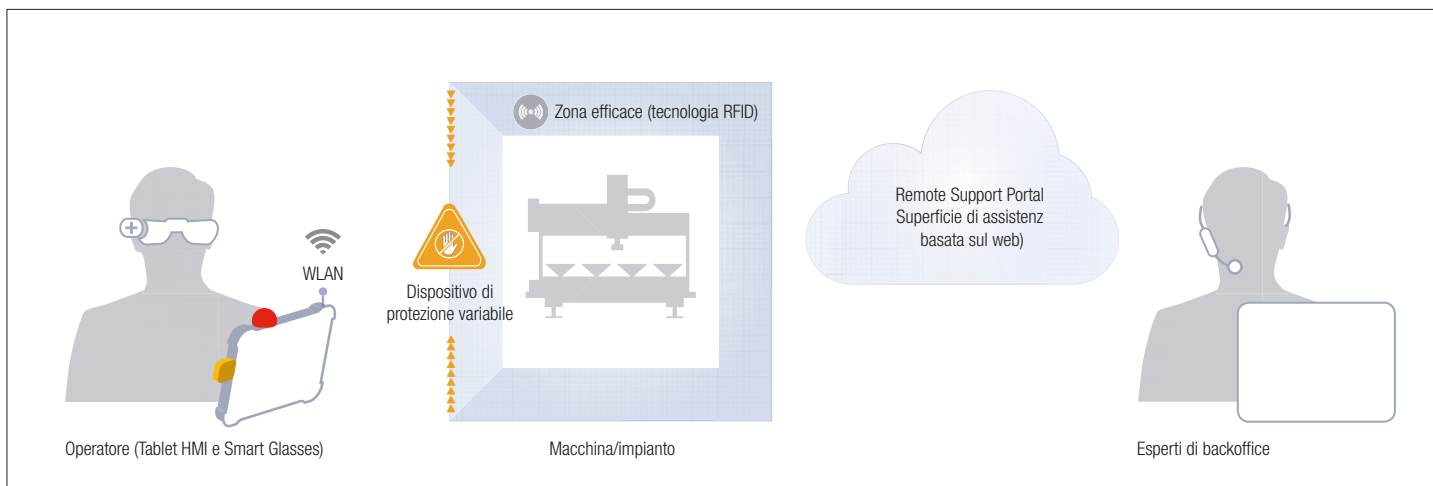 Zona efficace (tecnologia RFID)
WLAN
Dispositivo di
protezione variabile
Remote Support Portal
Superficie di assistenz
basata sul web)
Operatore (Tablet HMI e Smart Glasses)
Macchina/impianto
Esperti di backoffice